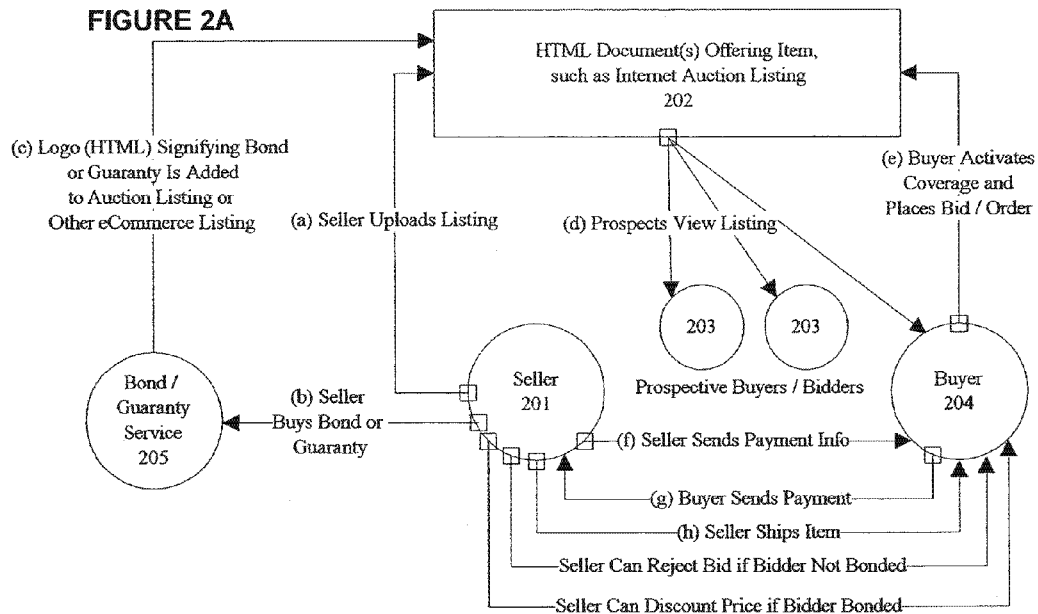 FIGURE 2A
HTML Document(s) Offering Item,
such as Internet Auction Listing
202
(c) Logo (HTML) Signifying Bond
or Guaranty Is Added
to Auction Listing or
Other eCommerce Listing
(a) Seller Uploads Listing
(d) Prospects View Listing
(e) Buyer Activates
Coverage and
Places Bid / Order
203
203
Prospective Buyers / Bidders
Bond /
Guaranty
Service
205
(b) Seller
Buys Bond or
Guaranty
Seller
201
Buyer
204
(f) Seller Sends Payment Info
(g) Buyer Sends Payment
(h) Seller Ships Item
Seller Can Reject Bid if Bidder Not Bonded
Seller Can Discount Price if Bidder Bonded